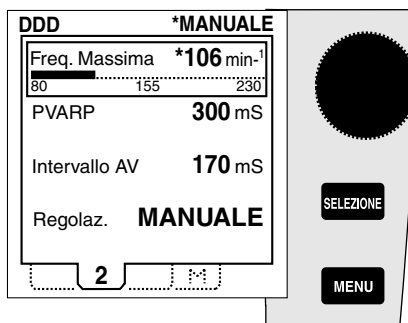 DDD *MANUALE
Freq. Massima *106 min-¹
80 155 230
PVARP 300 mS
Intervallo AV 170 mS
Regolaz. MANUALE
2 M
SELEZIONE
MENU